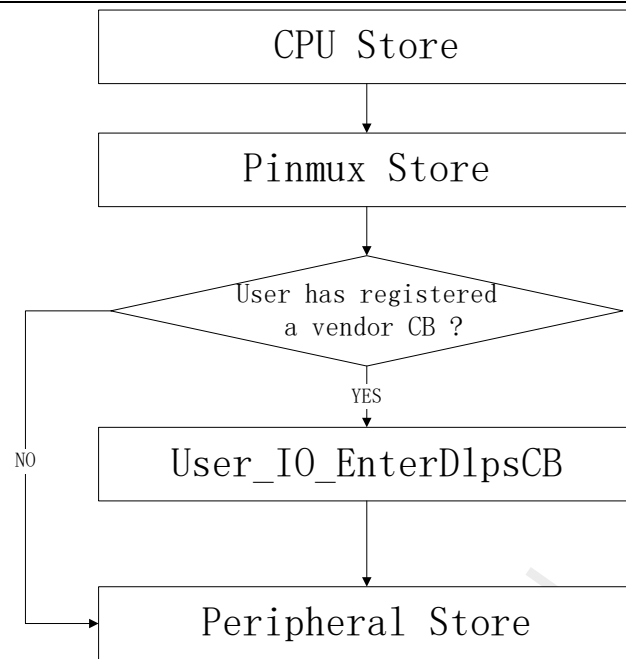 CPU Store
Pinmux Store
User has registered
a vendor CB ?
YES
NO
User_IO_EnterDlpsCB
Peripheral Store